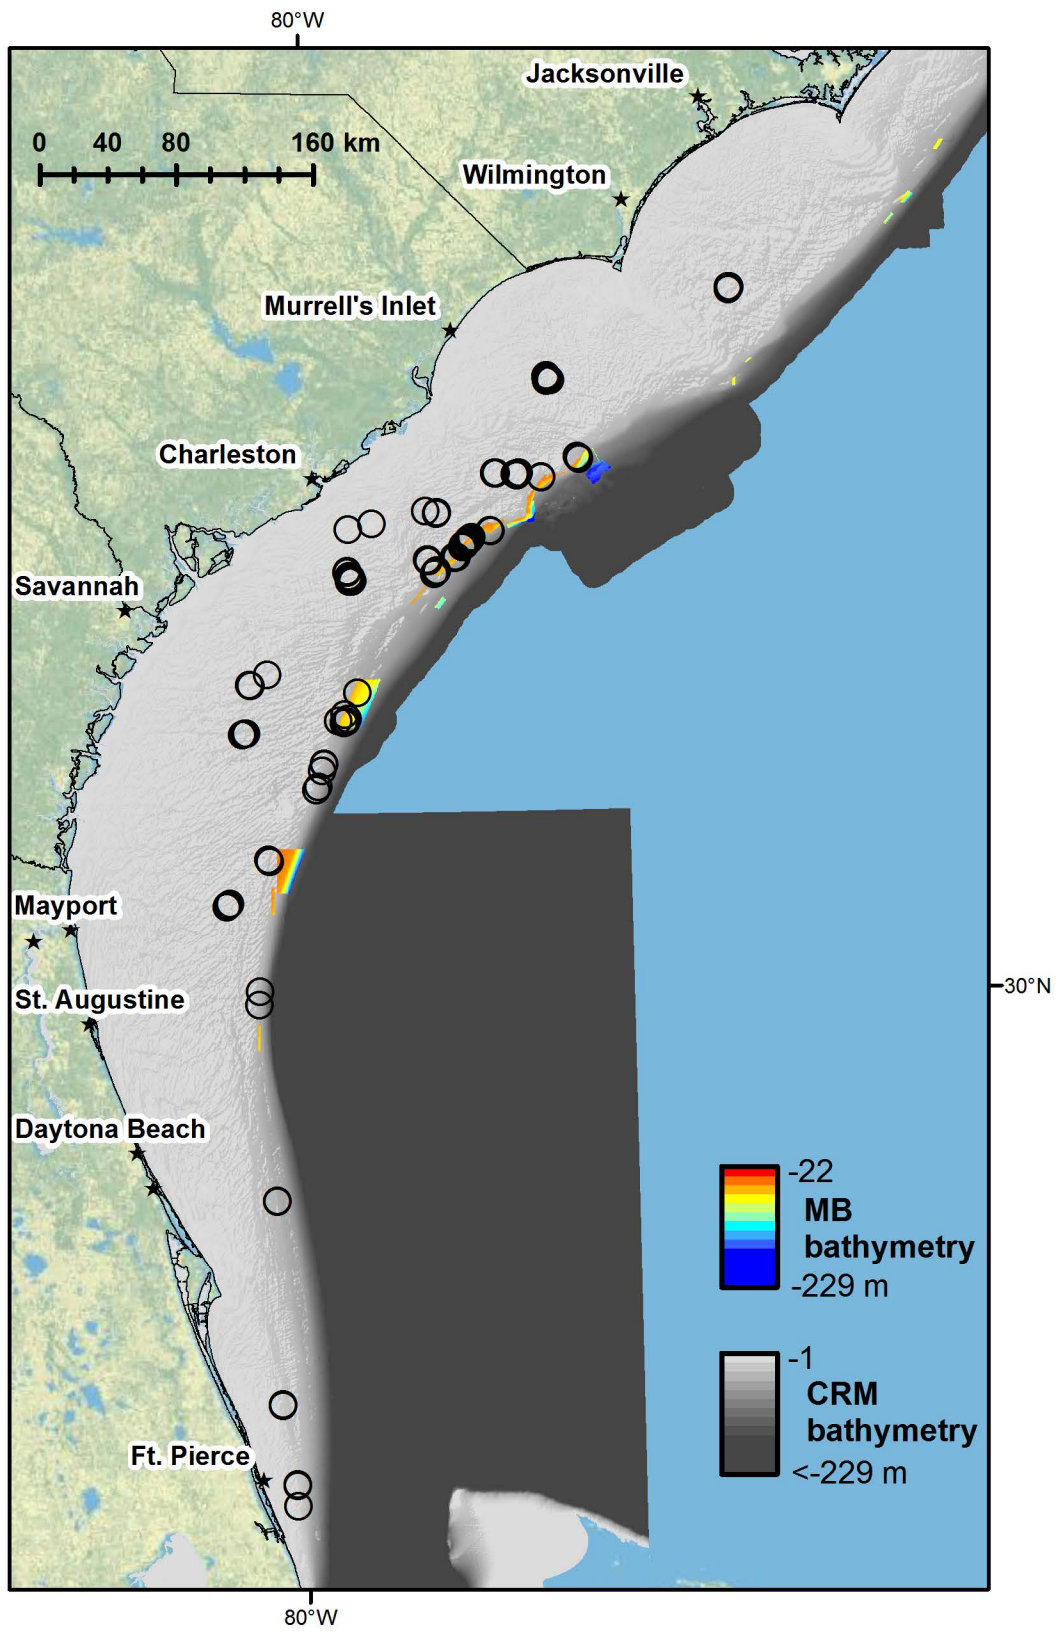 80°W
Jacksonville
0 40 80 160 km
Wilmington
Murrell's Inlet
Charleston
Savannah
Mayport
30°N
St. Augustine
Daytona Beach
-22
MB
bathymetry
-229 m
-1
CRM
bathymetry
<-229 m
Ft. Pierce
80°W